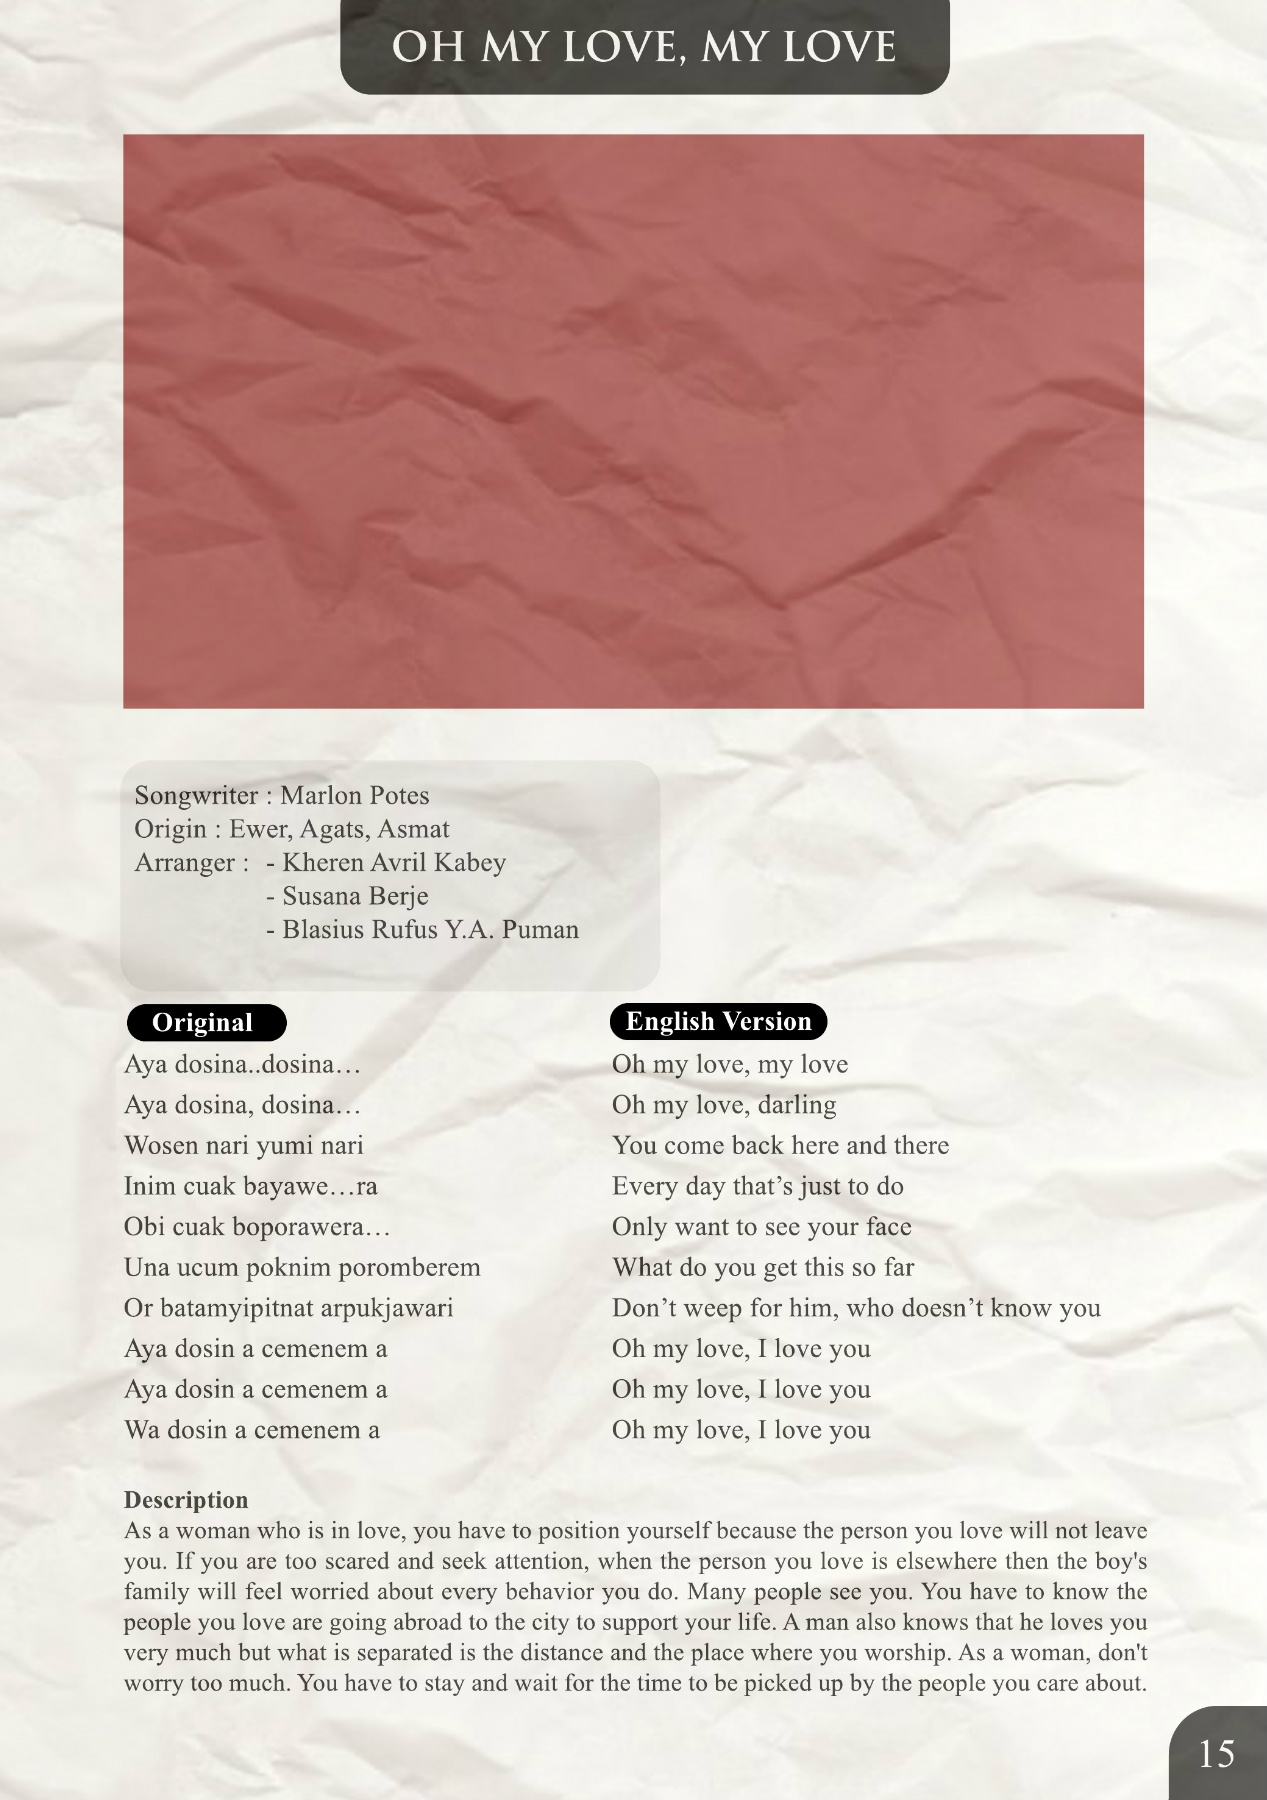 OH MY LOVE, MY LOVE
Songwriter : Marlon Potes
Origin : Ewer, Agats, Asmat
Arranger : - Kheren Avril Kabey
- Susana Berje
- Blasius Rufus Y.A. Puman
Original
Aya dosina..dosina…
Aya dosina, dosina…
Wosen nari yumi nari
Inim cuak bayawe…ra
Obi cuak boporawera…
Una ucum poknim poromberem
Or batamyipitnat arpukjawari
Aya dosin a cemenem a
Aya dosin a cemenem a
Wa dosin a cemenem a
English Version
Oh my love, my love
Oh my love, darling
You come back here and there
Every day that’s just to do
Only want to see your face
What do you get this so far
Don’t weep for him, who doesn’t know you
Oh my love, I love you
Oh my love, I love you
Oh my love, I love you
Description
As a woman who is in love, you have to position yourself because the person you love will not leave
you. If you are too scared and seek attention, when the person you love is elsewhere then the boy's
family will feel worried about every behavior you do. Many people see you. You have to know the
people you love are going abroad to the city to support your life. A man also knows that he loves you
very much but what is separated is the distance and the place where you worship. As a woman, don't
worry too much. You have to stay and wait for the time to be picked up by the people you care about.
15